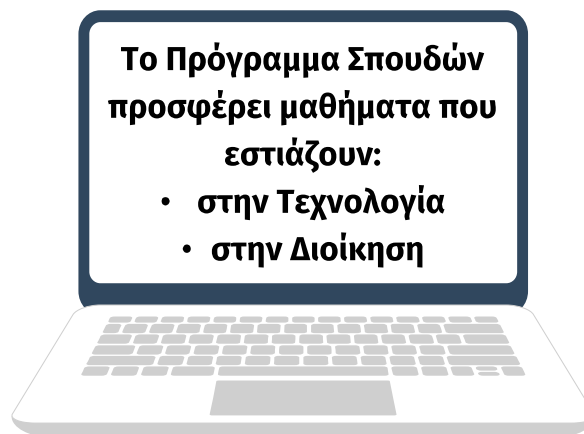 Το Πρόγραμμα Σπουδών
προσφέρει μαθήματα που
εστιάζουν:
• στην Τεχνολογία
• στην Διοίκηση